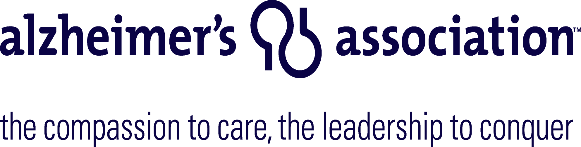 alzheimer's association™
the compassion to care, the leadership to conquer